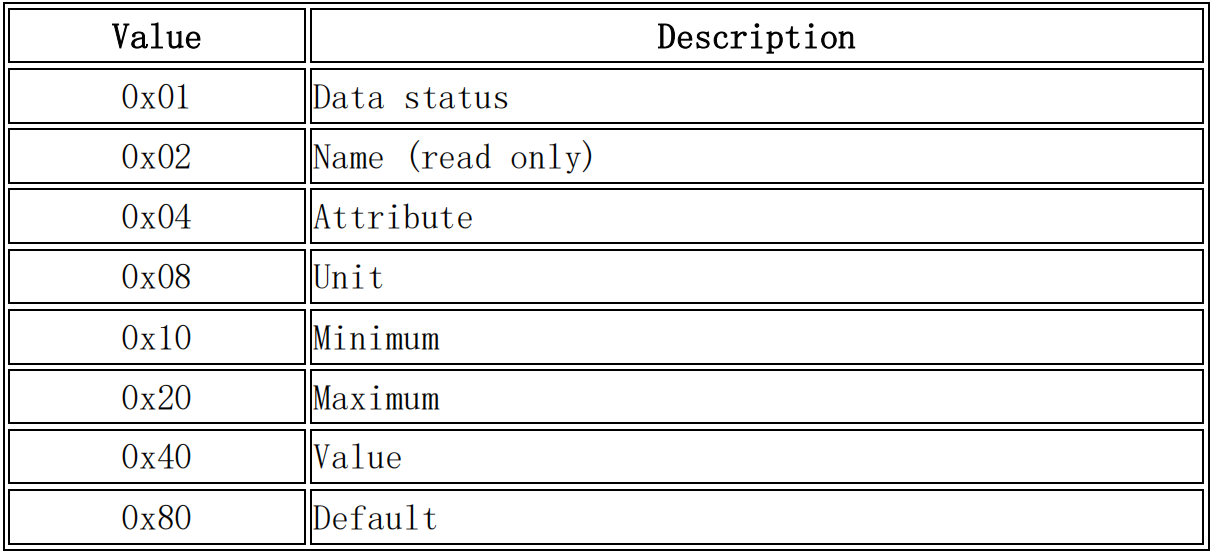 Value Description
0x01 Data status
0x02 Name (read only)
0x04 Attribute
0x08 Unit
0x10 Minimum
0x20 Maximum
0x40 Value
0x80 Default